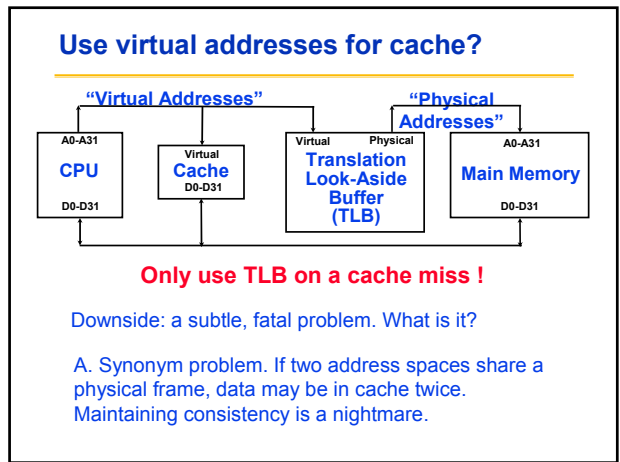 Use virtual addresses for cache?
“Virtual Addresses”
“Physical
Addresses”
A0-A31
CPU
D0-D31
Virtual
Cache
D0-D31
Virtual Physical
Translation
Look-Aside
Buffer
(TLB)
A0-A31
Main Memory
D0-D31
Only use TLB on a cache miss !
Downside: a subtle, fatal problem. What is it?
A. Synonym problem. If two address spaces share a
physical frame, data may be in cache twice.
Maintaining consistency is a nightmare.